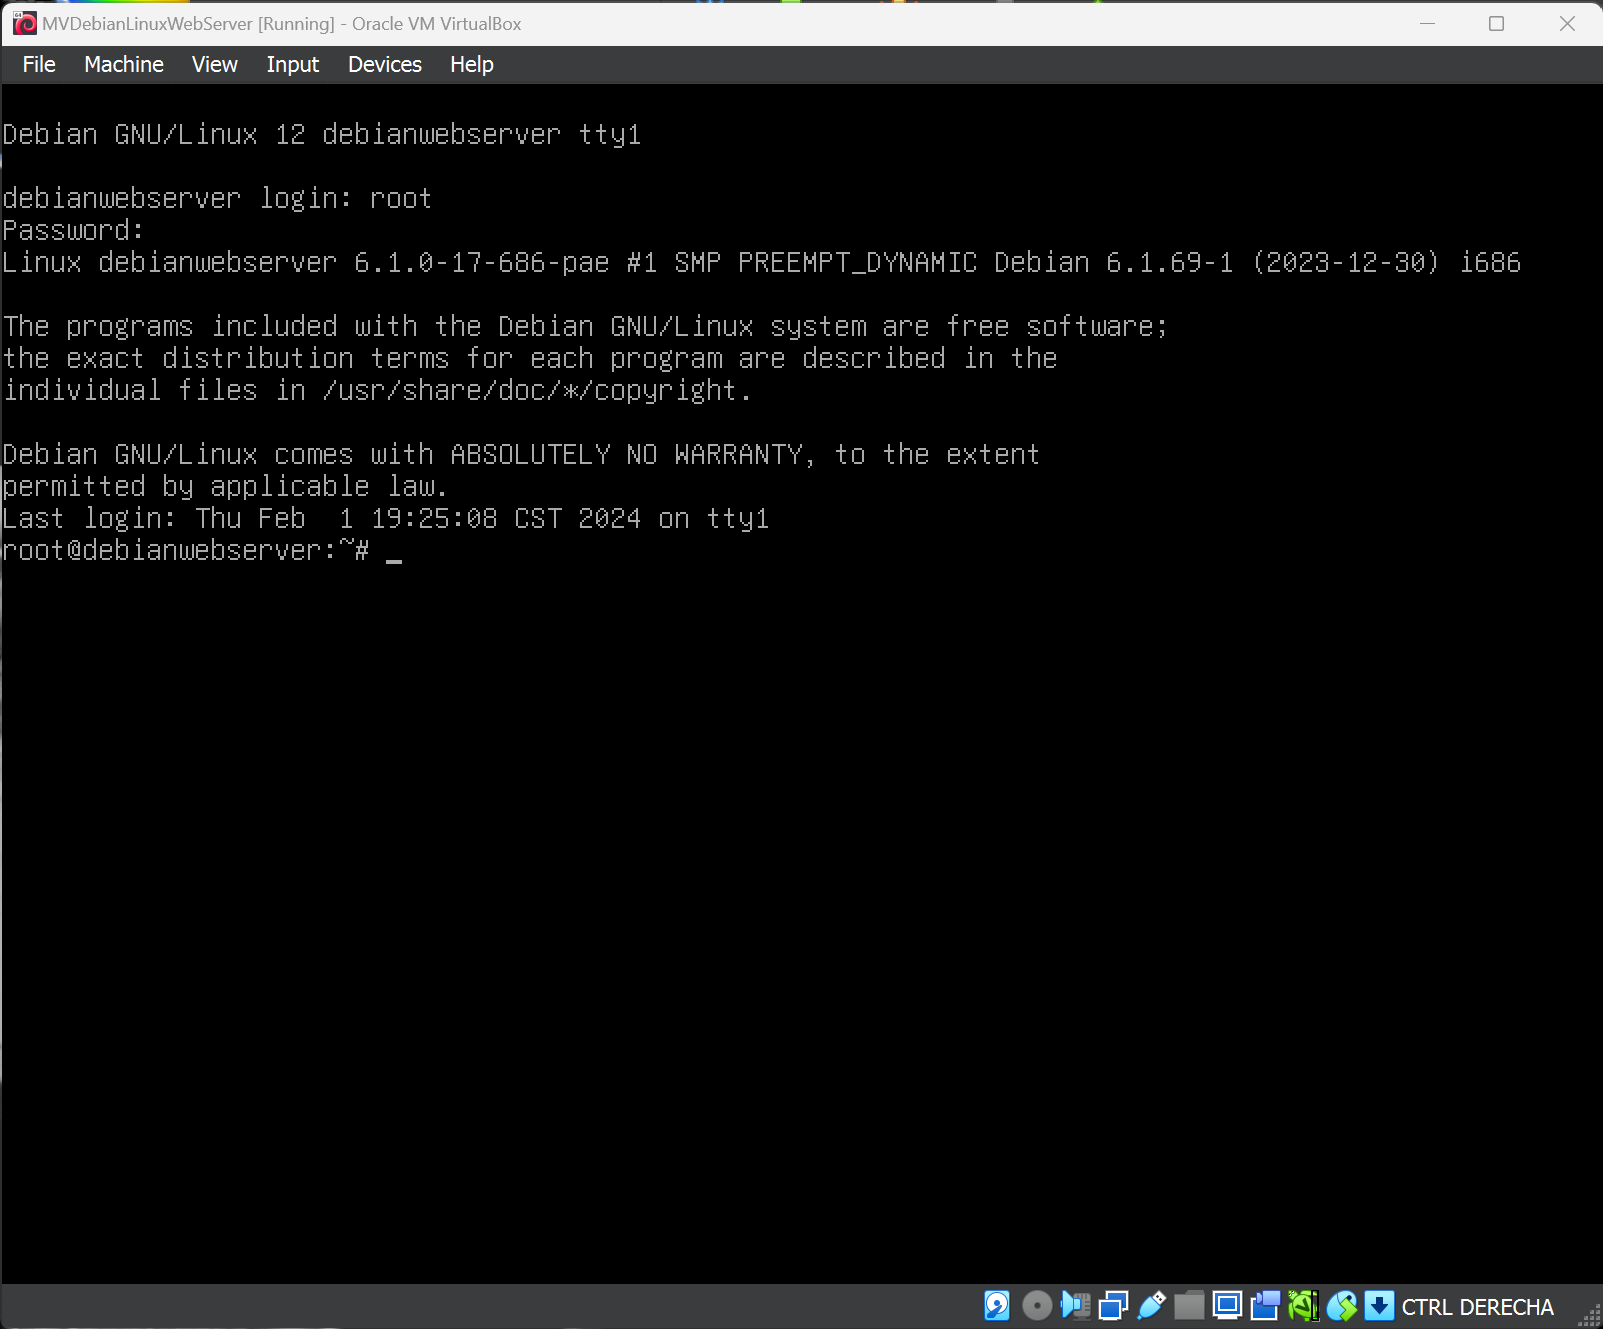 MVDebianLinuxWebServer [Running] - Oracle VM VirtualBox
File Machine View Input Devices Help
Debian GNU/Linux 12 debianwebserver tty1
debianwebserver login: root
Password:
Linux debianwebserver 6.1.0-17-686-pae #1 SMP PREEMPT_DYNAMIC Debian 6.1.69-1 (2023-12-30) i686
The programs included with the Debian GNU/Linux system are free software;
the exact distribution terms for each program are described in the
individual files in /usr/share/doc/*/copyright.
Debian GNU/Linux comes with ABSOLUTELY NO WARRANTY, to the extent
permitted by applicable law.
Last login: Thu Feb  1 19:25:08 CST 2024 on tty1
root@debianwebserver:~# _
CTRL DERECHA